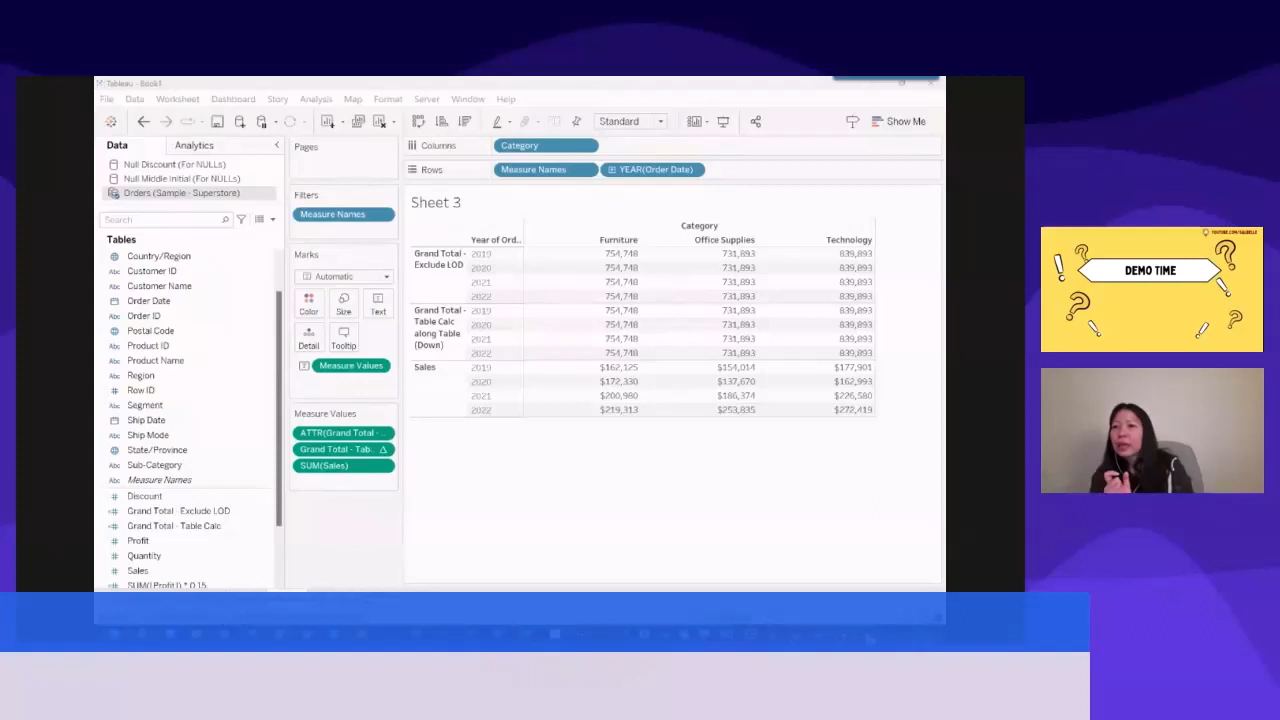 Tableau - Book1
File Data Worksheet Dashboard Story Analysis Map Format Server Window Help
Standard
Show Me
Data Analytics
Null Discount (For NULLs)
Null Middle Initial (For NULLs)
Orders (Sample - Superstore)
Search
Tables
Country/Region
Customer ID
Customer Name
Order Date
Order ID
Postal Code
Product ID
Product Name
Region
Row ID
Segment
Ship Date
Ship Mode
State/Province
Sub-Category
Measure Names
Discount
Grand Total - Exclude LOD
Grand Total - Table Calc
Profit
Quantity
Sales
SUM([Profit]) * 0.15
Pages
Filters
Measure Names
Marks
Automatic
Color Size Text
Detail Tooltip
Measure Values
Measure Values
ATTR(Grand Total - ..
Grand Total - Tab..
SUM(Sales)
Columns Category
Rows Measure Names YEAR(Order Date)
Sheet 3
Category
Year of Ord.. Furniture Office Supplies Technology
Grand Total - Exclude LOD 2019 754,748 731,893 839,893
2020 754,748 731,893 839,893
2021 754,748 731,893 839,893
2022 754,748 731,893 839,893
Grand Total - Table Calc along Table (Down) 2019 754,748 731,893 839,893
2020 754,748 731,893 839,893
2021 754,748 731,893 839,893
2022 754,748 731,893 839,893
Sales 2019 $162,125 $154,014 $177,901
2020 $172,330 $137,670 $162,993
2021 $200,980 $186,374 $226,580
2022 $219,313 $253,835 $272,419
DEMO TIME